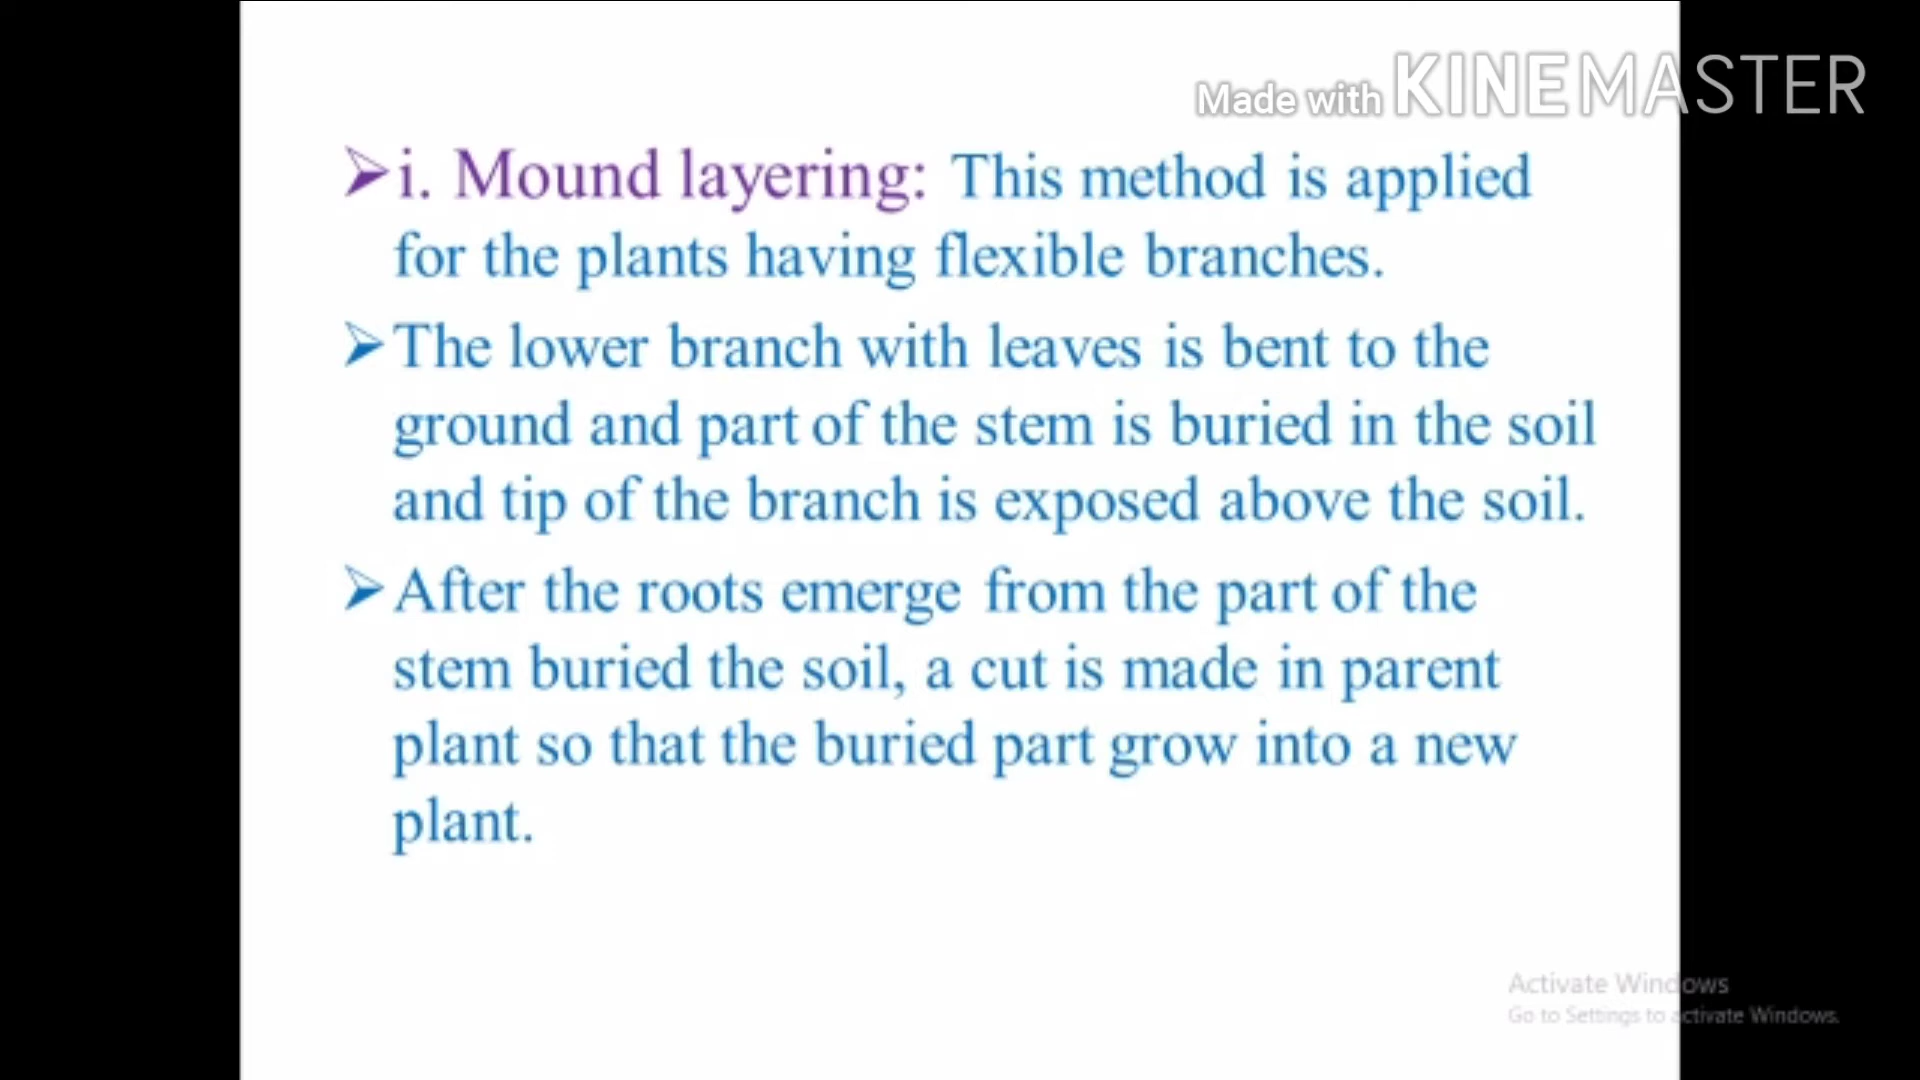 Made with KINEMASTER
➢i. Mound layering: This method is applied
for the plants having flexible branches.
➢The lower branch with leaves is bent to the
ground and part of the stem is buried in the soil
and tip of the branch is exposed above the soil.
➢After the roots emerge from the part of the
stem buried the soil, a cut is made in parent
plant so that the buried part grow into a new
plant.
Activate Windows
Go to Settings to activate Windows.